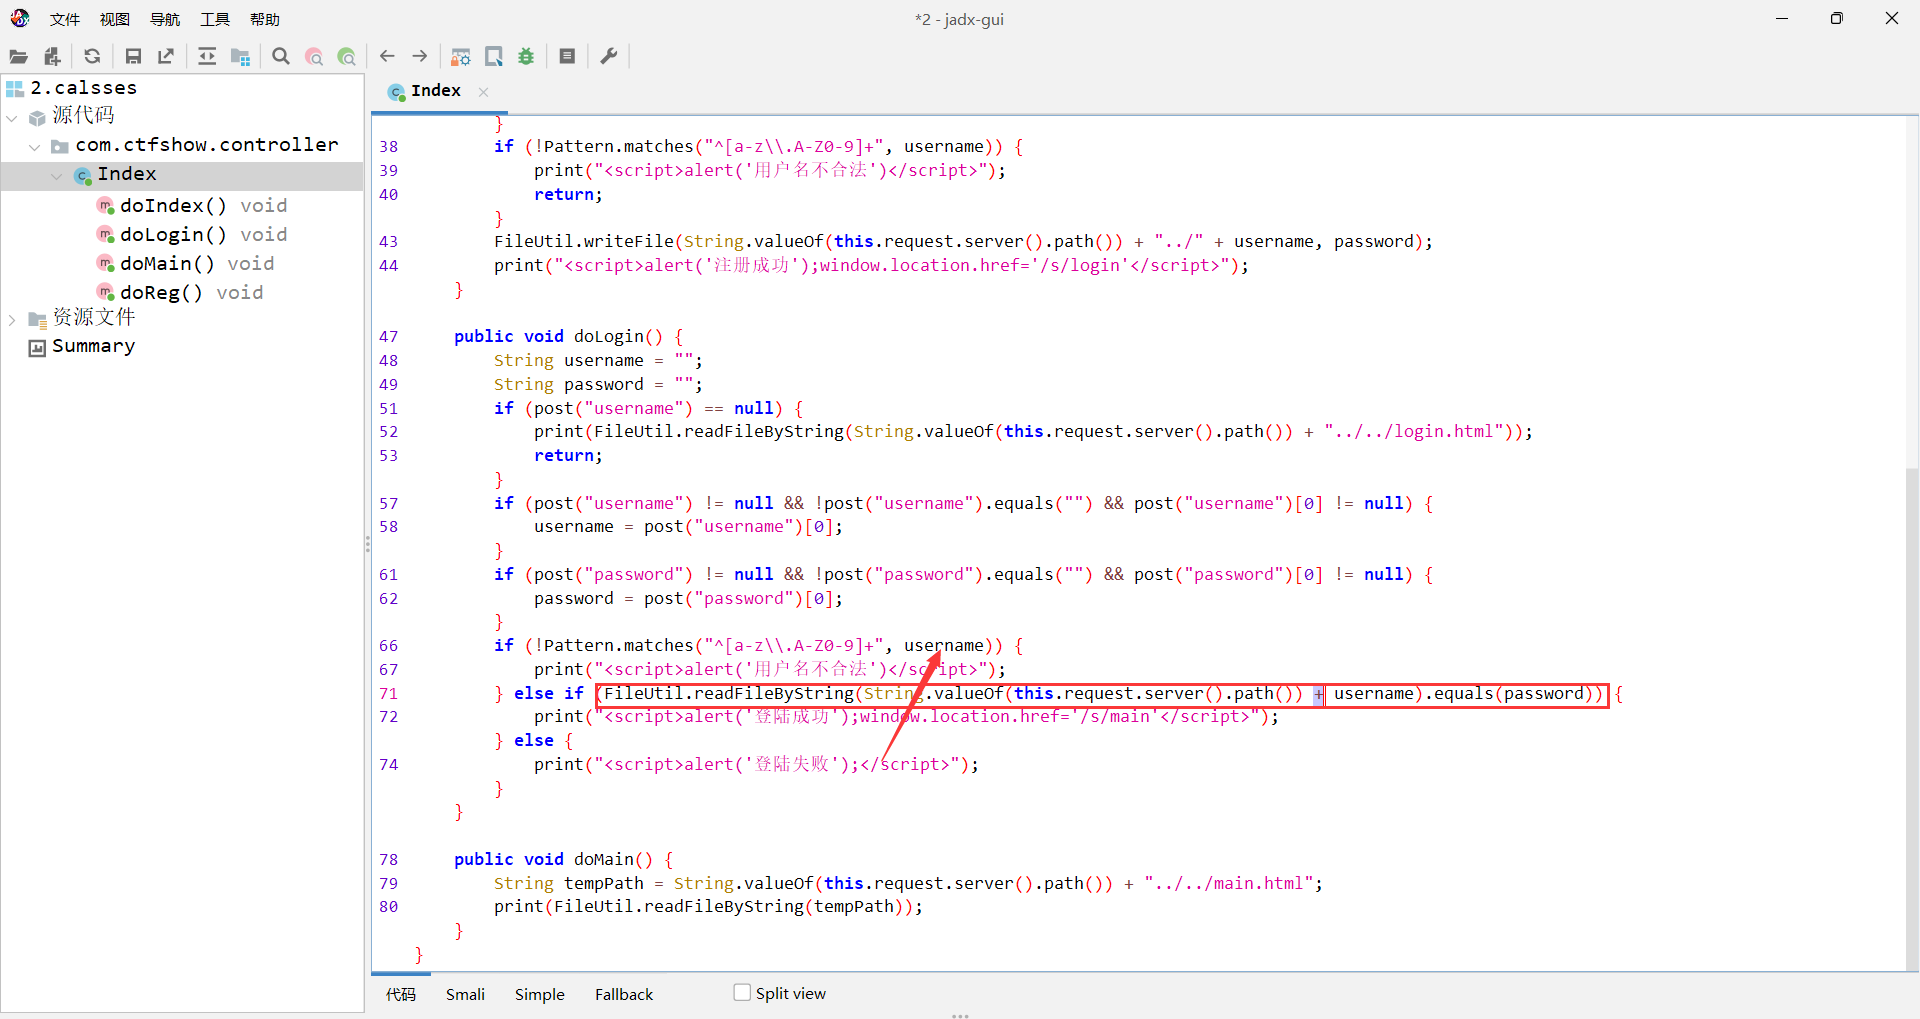 文件 视图 导航 工具 帮助
*2 - jadx-gui
2.calsses
源代码
com.ctfshow.controller
Index
doIndex() void
doLogin() void
doMain() void
doReg() void
资源文件
Summary
Index
}
38 if (!Pattern.matches("^[a-z\\.A-Z0-9]+", username)) {
39 print("<script>alert('用户名不合法')</script>");
40 return;
}
43 FileUtil.writeFile(String.valueOf(this.request.server().path()) + "../" + username, password);
44 print("<script>alert('注册成功');window.location.href='/s/login'</script>");
}
47 public void doLogin() {
48 String username = "";
49 String password = "";
51 if (post("username") == null) {
52 print(FileUtil.readFileByString(String.valueOf(this.request.server().path()) + "../../login.html"));
53 return;
}
57 if (post("username") != null && !post("username").equals("") && post("username")[0] != null) {
58 username = post("username")[0];
}
61 if (post("password") != null && !post("password").equals("") && post("password")[0] != null) {
62 password = post("password")[0];
}
66 if (!Pattern.matches("^[a-z\\.A-Z0-9]+", username)) {
67 print("<script>alert('用户名不合法')</script>");
71 } else if (FileUtil.readFileByString(String.valueOf(this.request.server().path()) + username).equals(password)) {
72 print("<script>alert('登陆成功');window.location.href='/s/main'</script>");
} else {
74 print("<script>alert('登陆失败');</script>");
}
}
78 public void doMain() {
79 String tempPath = String.valueOf(this.request.server().path()) + "../../main.html";
80 print(FileUtil.readFileByString(tempPath));
}
}
代码 Smali Simple Fallback Split view